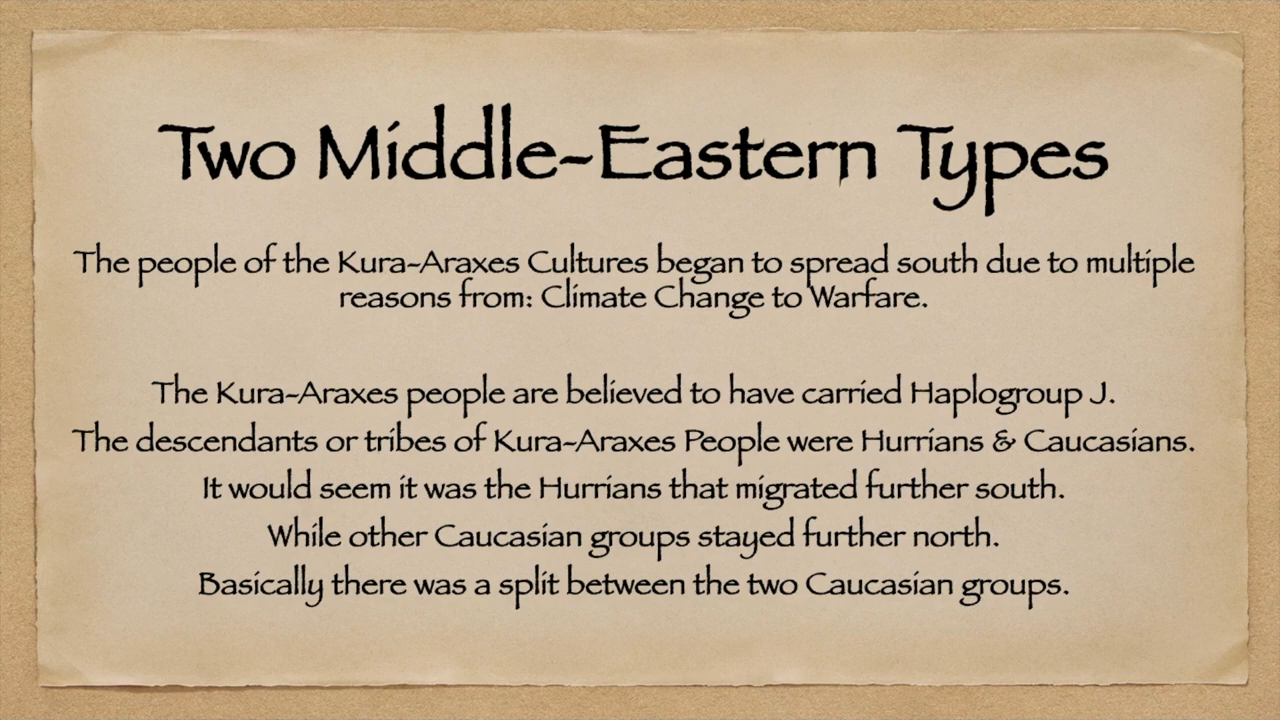 Two Middle-Eastern Types
The people of the Kura-Araxes Cultures began to spread south due to multiple
reasons from: Climate Change to Warfare.
The Kura-Araxes people are believed to have carried Haplogroup J.
The descendants or tribes of Kura-Araxes People were Hurrians & Caucasians.
It would seem it was the Hurrians that migrated further south.
While other Caucasian groups stayed further north.
Basically there was a split between the two Caucasian groups.